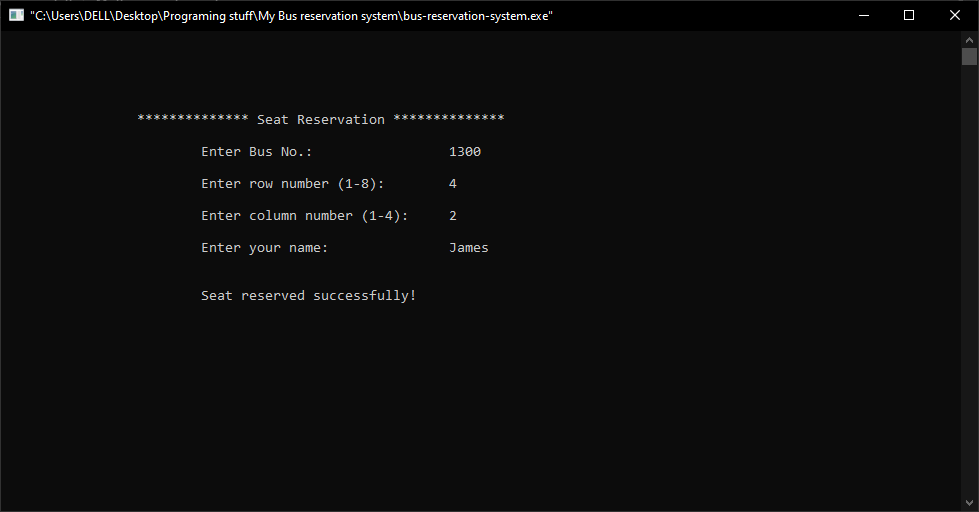 "C:\Users\DELL\Desktop\Programing stuff\My Bus reservation system\bus-reservation-system.exe"
************** Seat Reservation **************
Enter Bus No.: 1300
Enter row number (1-8): 4
Enter column number (1-4): 2
Enter your name: James
Seat reserved successfully!